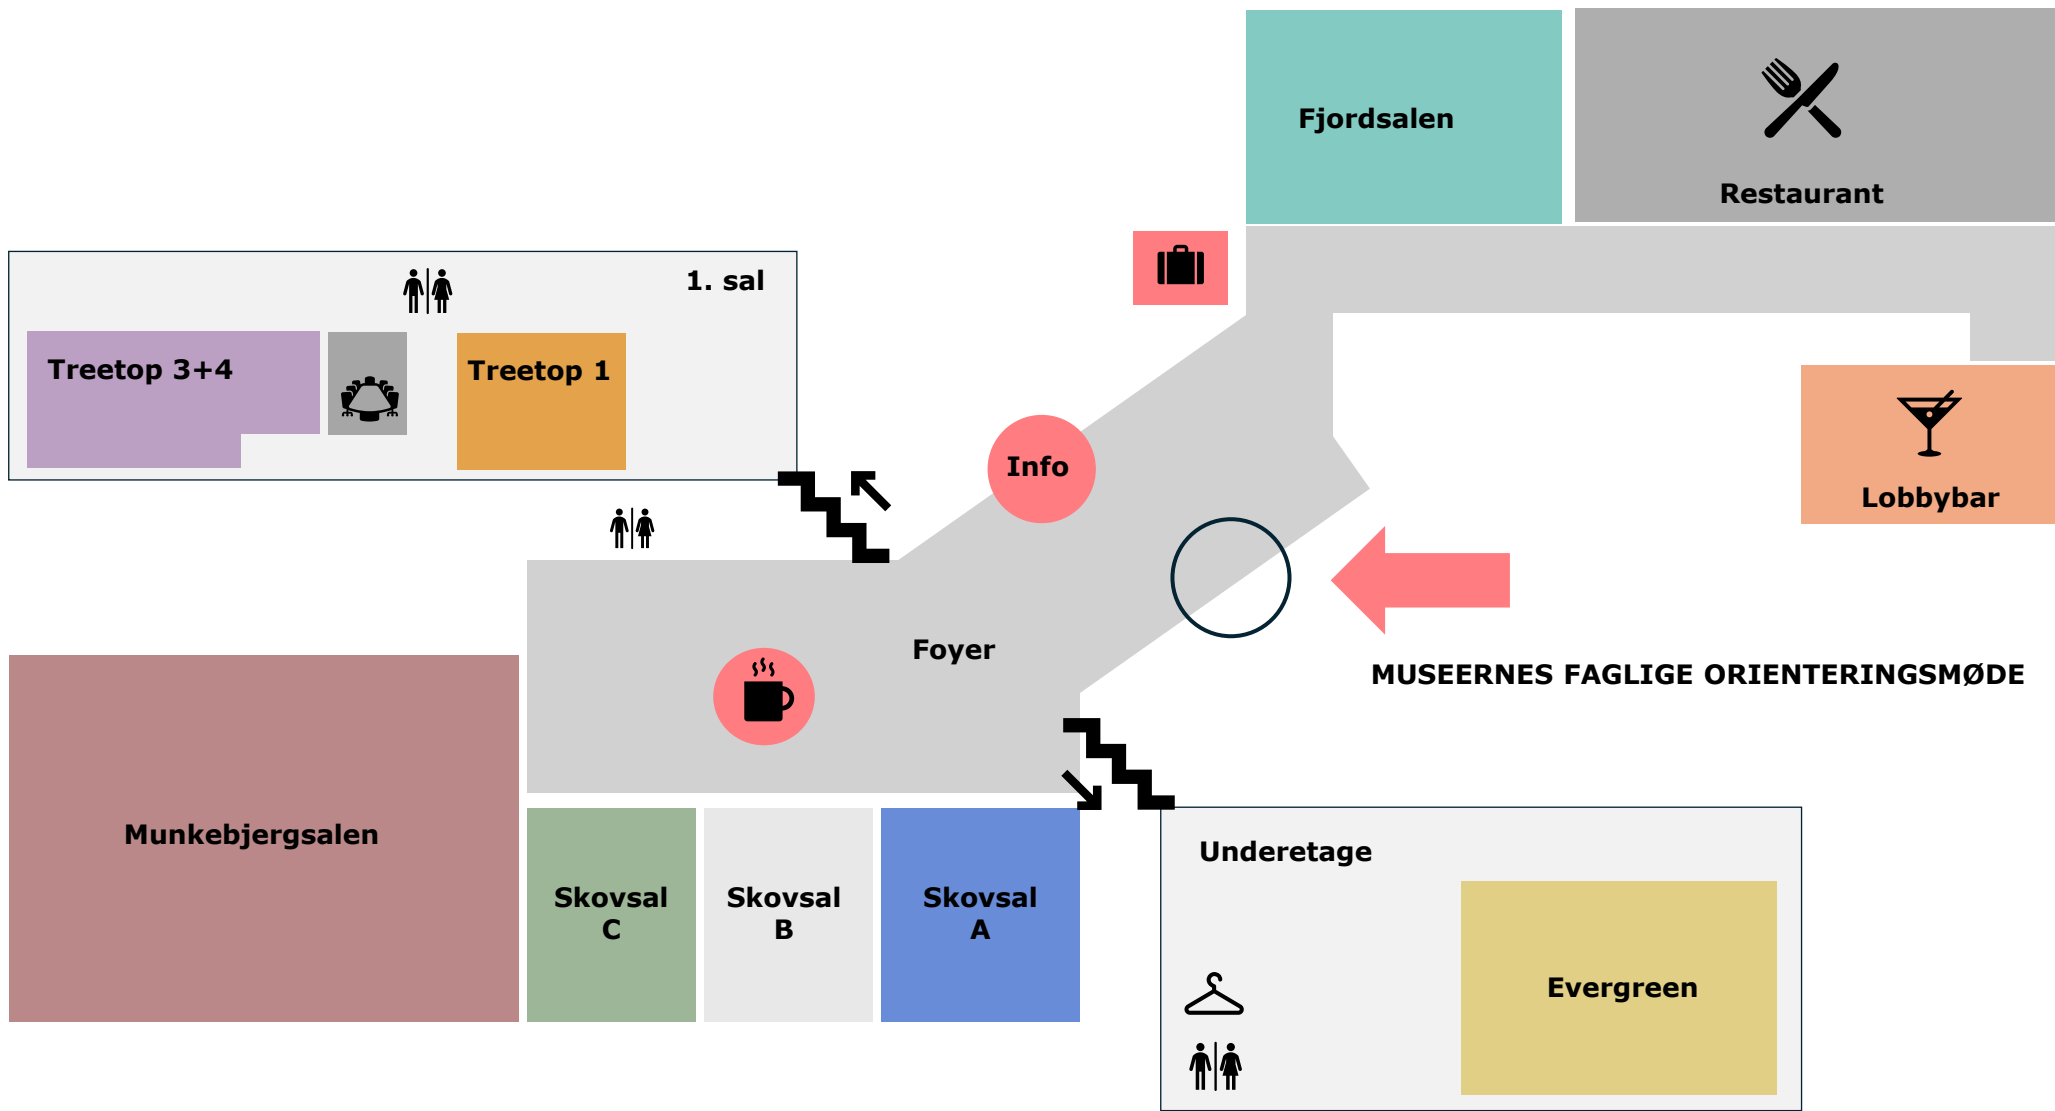 Fjordsalen
Restaurant
1. sal
Treetop 3+4
Treetop 1
Info
Lobbybar
Foyer
MUSEERNES FAGLIGE ORIENTERINGSMØDE
Munkebjergsalen
Skovsal
C
Skovsal
B
Skovsal
A
Underetage
Evergreen